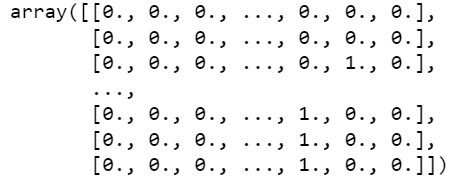 array([[0., 0., 0., ..., 0., 0., 0.],
       [0., 0., 0., ..., 0., 0., 0.],
       [0., 0., 0., ..., 0., 1., 0.],
       ...,
       [0., 0., 0., ..., 1., 0., 0.],
       [0., 0., 0., ..., 1., 0., 0.],
       [0., 0., 0., ..., 1., 0., 0.]])